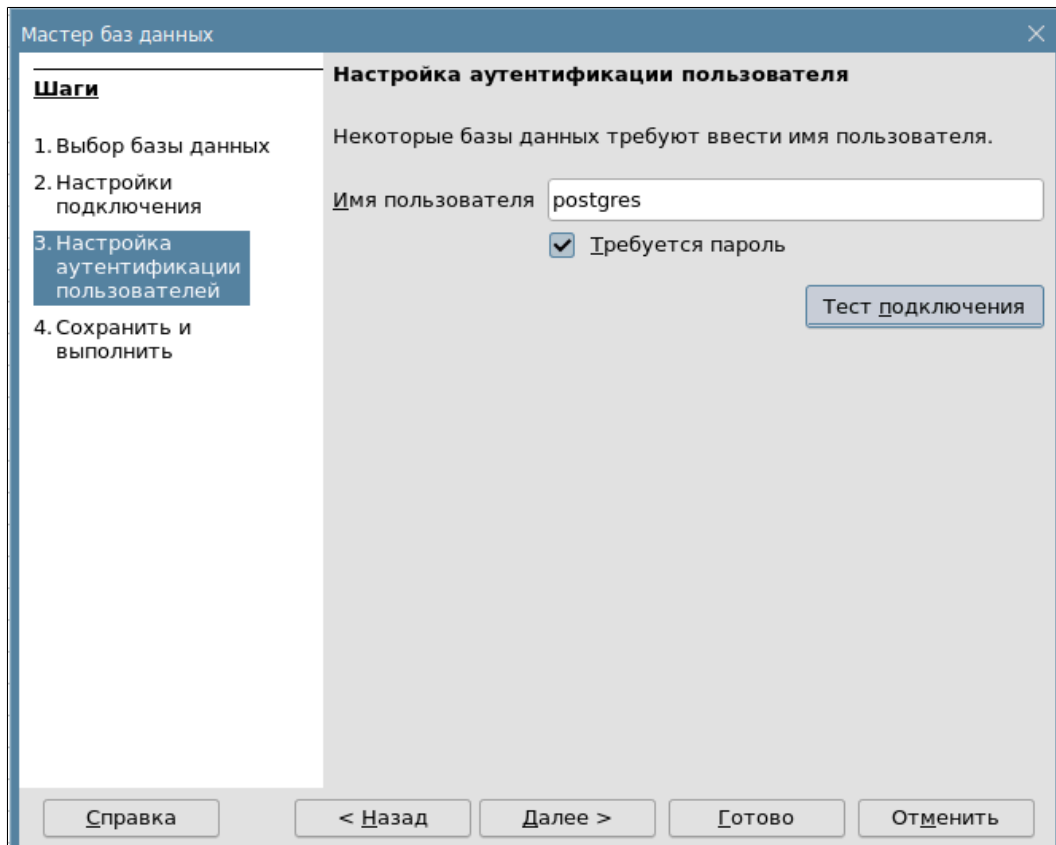 Мастер баз данных
Шаги
1. Выбор базы данных
2. Настройки
подключения
3. Настройка
аутентификации
пользователей
4. Сохранить и
выполнить
Настройка аутентификации пользователя
Некоторые базы данных требуют ввести имя пользователя.
Имя пользователя postgres
Требуется пароль
Тест подключения
Справка < Назад Далее > Готово Отменить